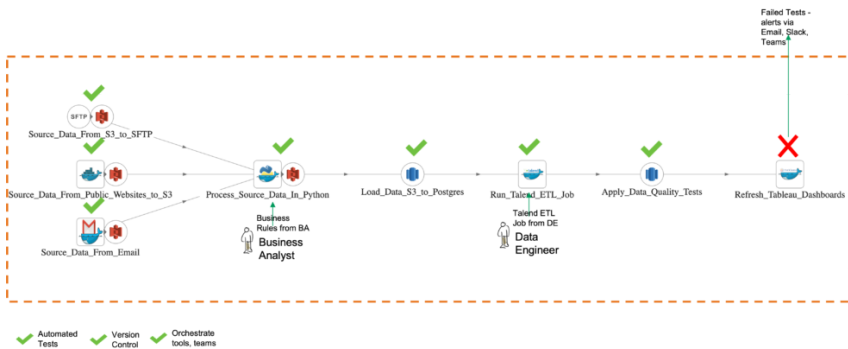 Failed Tests -
alerts via
Email, Slack,
Teams
SFTP
Source_Data_From_S3_to_SFTP
Source_Data_From_Public_Websites_to_S3
Process_Source_Data_In_Python
Load_Data_S3_to_Postgres
Run_Talend_ETL_Job
Apply_Data_Quality_Tests
Refresh_Tableau_Dashboards
Source_Data_From_Email
Business
Rules from BA
Business
Analyst
Talend ETL
Job from DE
Data
Engineer
Automated
Tests
Version
Control
Orchestrate
tools, teams